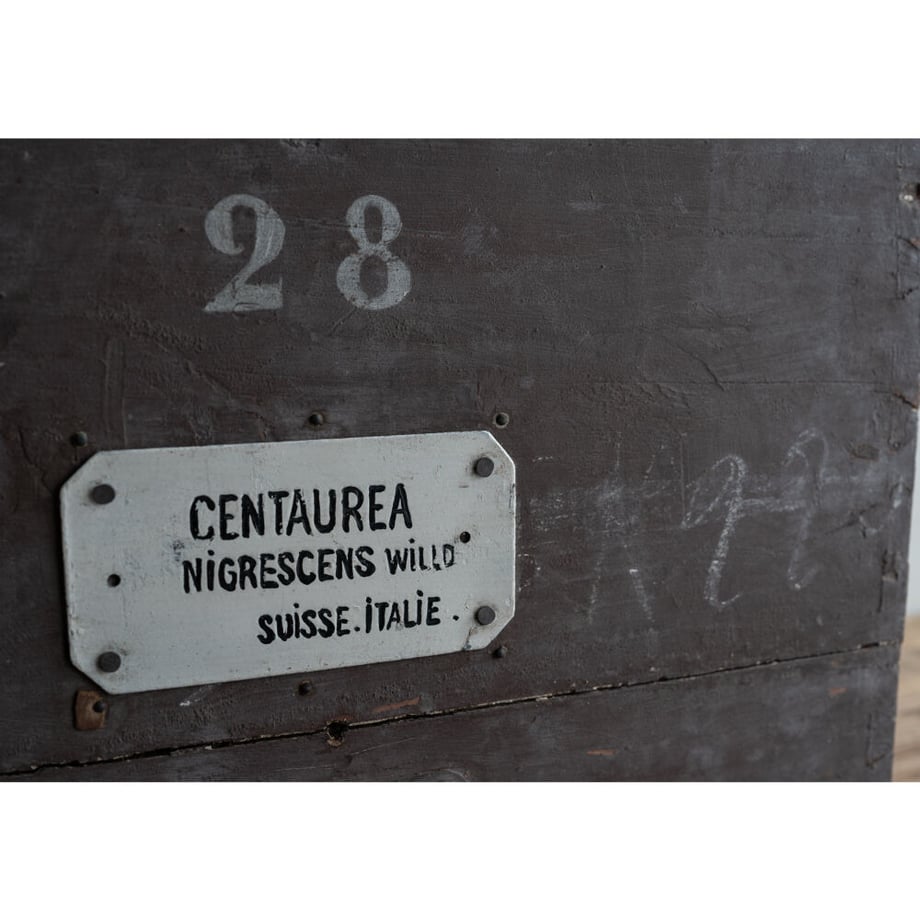 28
CENTAUREA
NiGRESCENS WiLLD
SUiSSE.iTALiE.